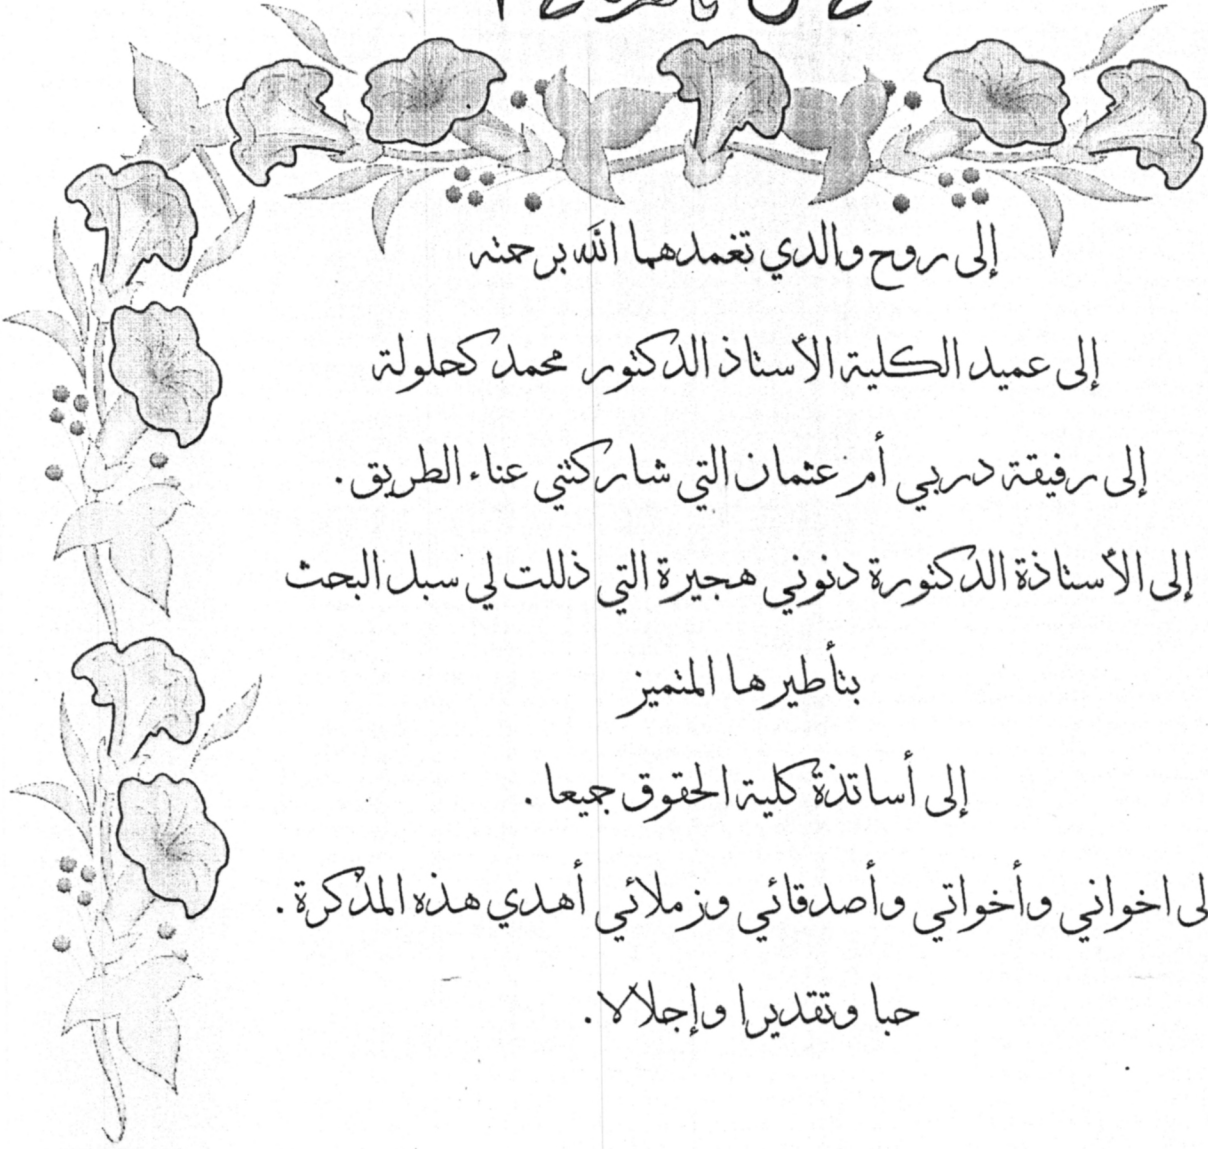 إلى روح والدي تغمدهما الله برحمته
إلى عميد الكلية الأستاذ الدكتور محمد كحلولة
إلى رفيقة دربي أم عثمان التي شاركتني عناء الطريق.
إلى الأستاذة الدكتورة دنوني هجيرة التي ذللت لي سبل البحث
بتأطيرها المتميز
إلى أساتذة كلية الحقوق جميعا .
لى اخواني وأخواتي وأصدقائي وزملائي أهدي هذه المذكرة .
حبا وتقديرا وإجلالا .